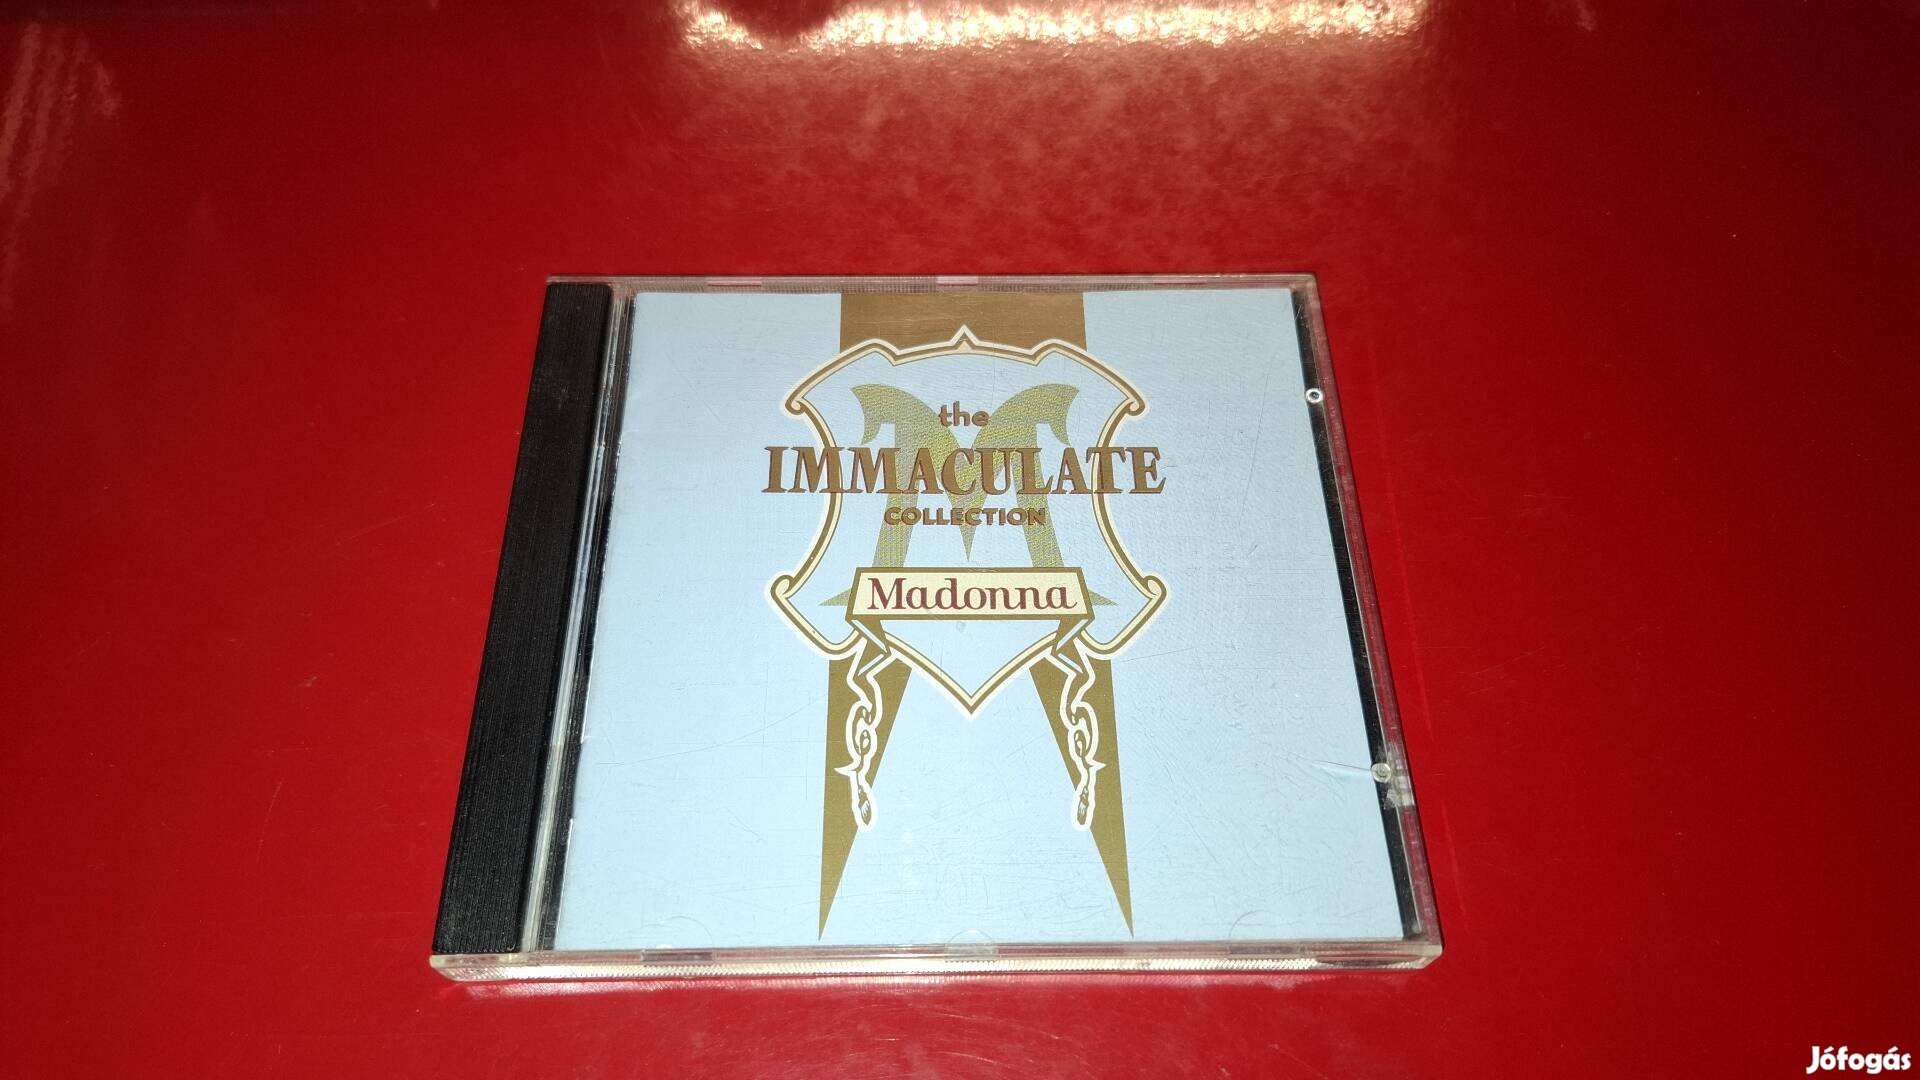 the
IMMACULATE
COLLECTION
Madonna
Jófogás